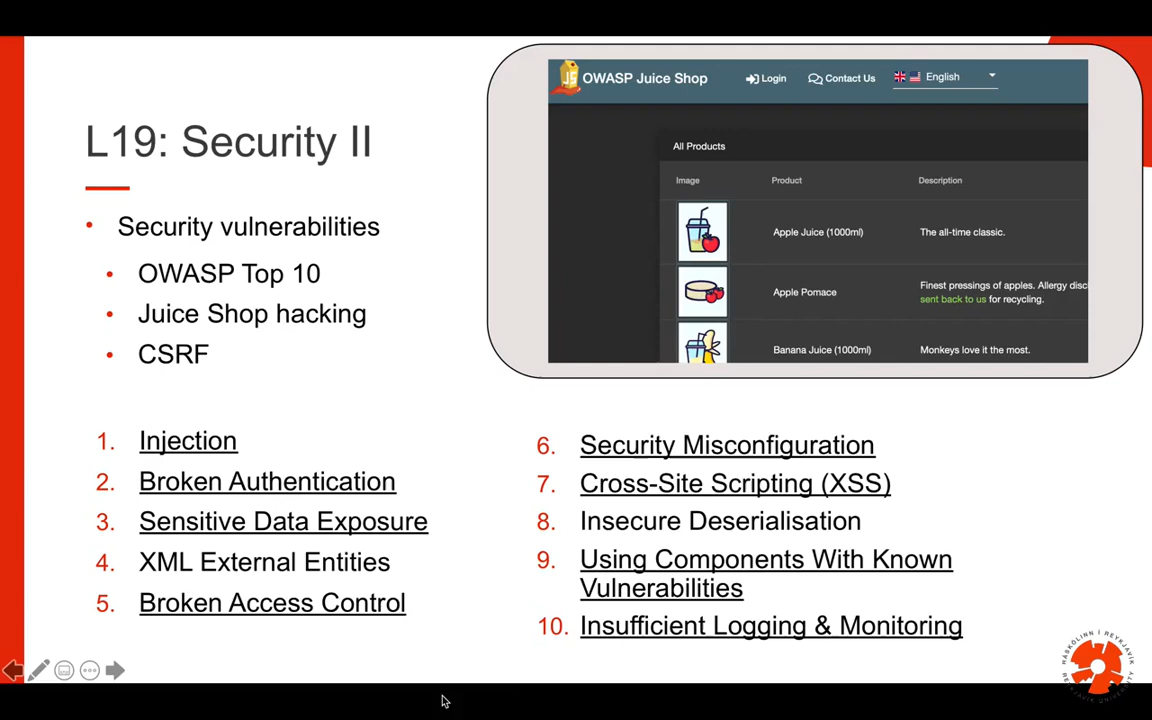 L19: Security II
• Security vulnerabilities
• OWASP Top 10
• Juice Shop hacking
• CSRF
OWASP Juice Shop
Login
Contact Us
English
All Products
Image Product Description
Apple Juice (1000ml) The all-time classic.
Apple Pomace Finest pressings of apples. Allergy disc
sent back to us for recycling.
Banana Juice (1000ml) Monkeys love it the most.
1. Injection
2. Broken Authentication
3. Sensitive Data Exposure
4. XML External Entities
5. Broken Access Control
6. Security Misconfiguration
7. Cross-Site Scripting (XSS)
8. Insecure Deserialisation
9. Using Components With Known
Vulnerabilities
10. Insufficient Logging & Monitoring
HÁSKÓLINN Í REYKJAVÍK
REYKJAVIK UNIVERSITY